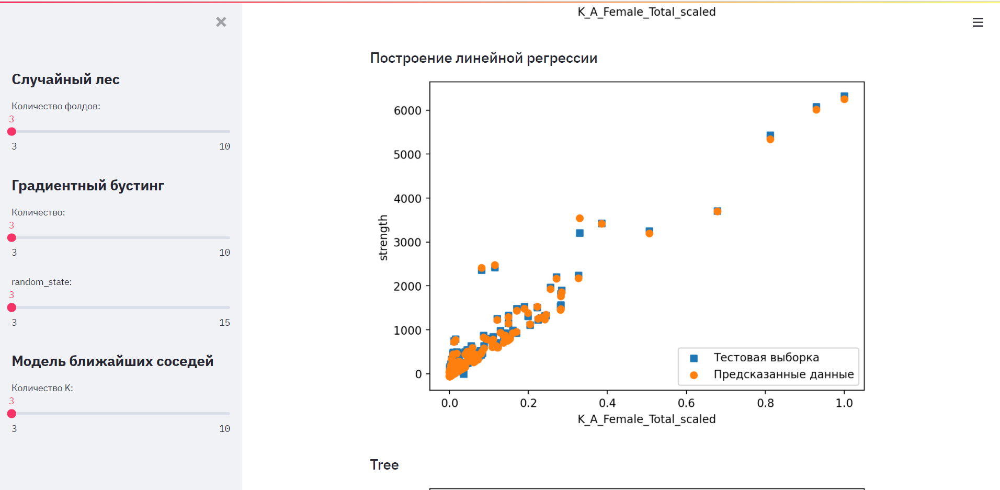 ×
Случайный лес
Количество фолдов:
3
3 10
Градиентный бустинг
Количество:
3
3 10
random_state:
3
3 15
Модель ближайших соседей
Количество K:
3
3 10
K_A_Female_Total_scaled
Построение линейной регрессии
6000
5000
4000
3000
2000
1000
0
strength
Тестовая выборка
Предсказанные данные
0.0 0.2 0.4 0.6 0.8 1.0
K_A_Female_Total_scaled
Tree